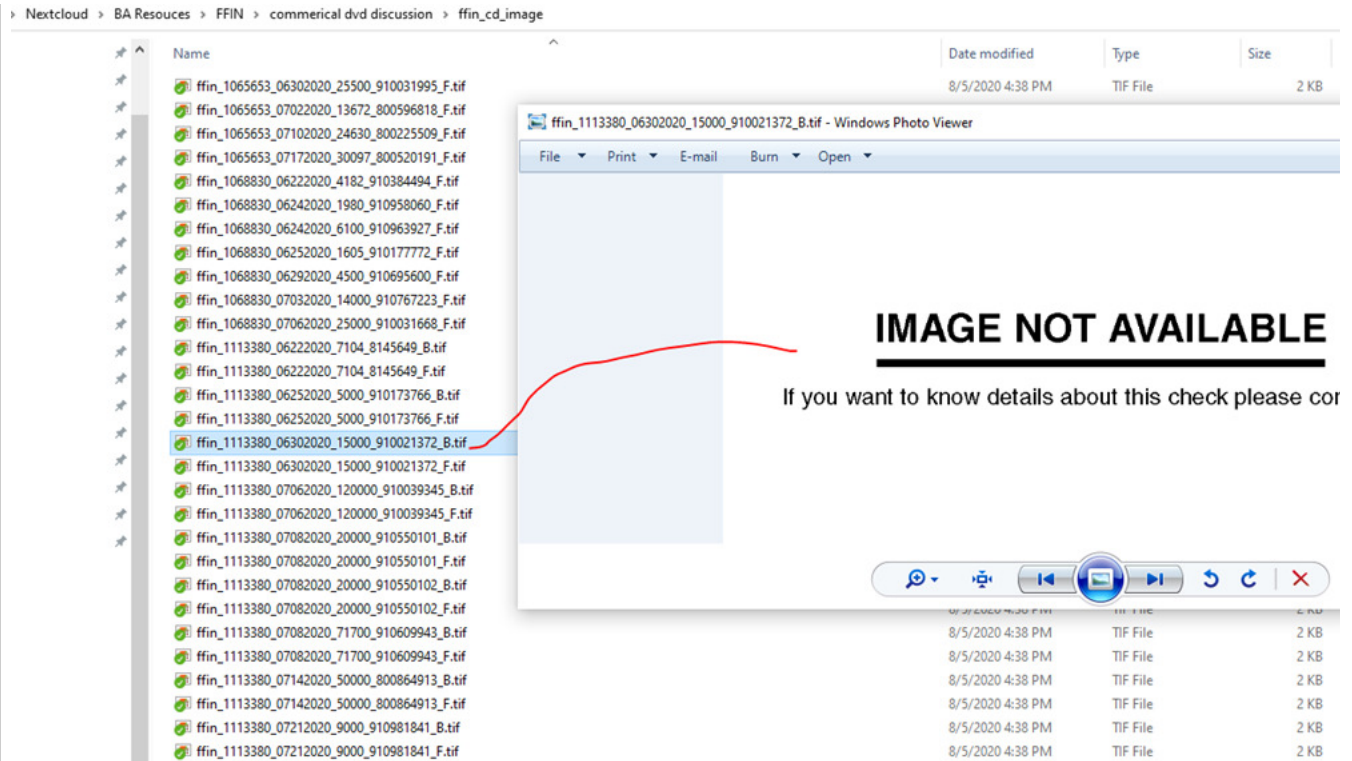 › Nextcloud › BA Resouces › FFIN › commerical dvd discussion › ffin_cd_image
Name Date modified Type Size
ffin_1065653_06302020_25500_910031995_F.tif 8/5/2020 4:38 PM TIF File 2 KB
ffin_1065653_07022020_13672_800596818_F.tif
ffin_1065653_07102020_24630_800225509_F.tif
ffin_1065653_07172020_30097_800520191_F.tif
ffin_1068830_06222020_4182_910384494_F.tif
ffin_1068830_06242020_1980_910958060_F.tif
ffin_1068830_06242020_6100_910963927_F.tif
ffin_1068830_06252020_1605_910177772_F.tif
ffin_1068830_06292020_4500_910695600_F.tif
ffin_1068830_07032020_14000_910767223_F.tif
ffin_1068830_07062020_25000_910031668_F.tif
ffin_1113380_06222020_7104_8145649_B.tif
ffin_1113380_06222020_7104_8145649_F.tif
ffin_1113380_06252020_5000_910173766_B.tif
ffin_1113380_06252020_5000_910173766_F.tif
ffin_1113380_06302020_15000_910021372_B.tif
ffin_1113380_06302020_15000_910021372_F.tif
ffin_1113380_07062020_120000_910039345_B.tif
ffin_1113380_07062020_120000_910039345_F.tif
ffin_1113380_07082020_20000_910550101_B.tif
ffin_1113380_07082020_20000_910550101_F.tif
ffin_1113380_07082020_20000_910550102_B.tif
ffin_1113380_07082020_20000_910550102_F.tif
ffin_1113380_07082020_71700_910609943_B.tif 8/5/2020 4:38 PM TIF File 2 KB
ffin_1113380_07082020_71700_910609943_F.tif 8/5/2020 4:38 PM TIF File 2 KB
ffin_1113380_07142020_50000_800864913_B.tif 8/5/2020 4:38 PM TIF File 2 KB
ffin_1113380_07142020_50000_800864913_F.tif 8/5/2020 4:38 PM TIF File 2 KB
ffin_1113380_07212020_9000_910981841_B.tif 8/5/2020 4:38 PM TIF File 2 KB
ffin_1113380_07212020_9000_910981841_F.tif 8/5/2020 4:38 PM TIF File 2 KB
ffin_1113380_06302020_15000_910021372_B.tif - Windows Photo Viewer
File Print E-mail Burn Open
IMAGE NOT AVAILABLE
If you want to know details about this check please